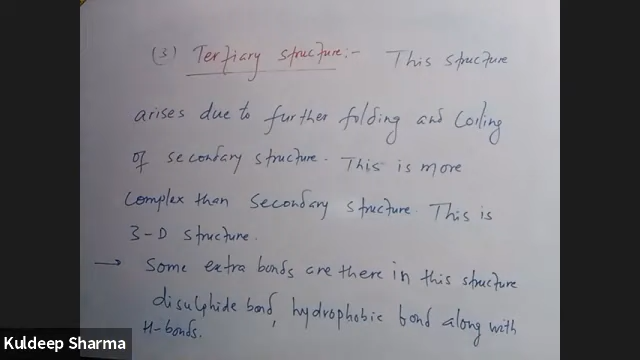 (3) Tertiary structure:- This structure
arises due to further folding and coiling
of secondary structure. This is more
complex than secondary structure. This is
3-D structure.
→ Some extra bonds are there in this structure
disulphide bond, hydrophobic bond along with
H-bonds.
Kuldeep Sharma